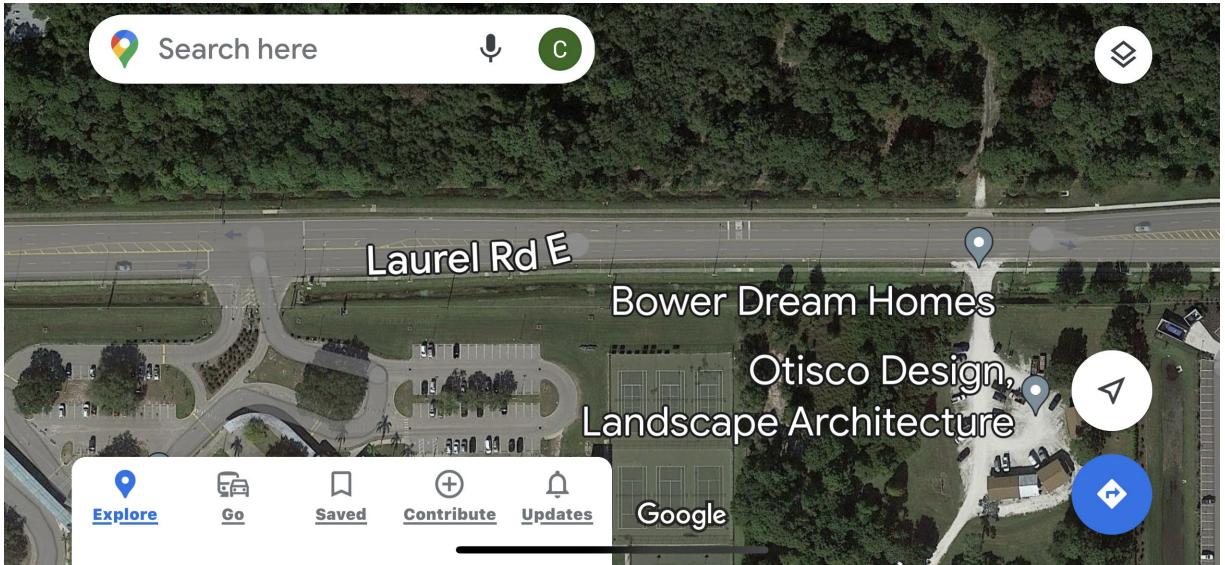 Search here
C
Laurel Rd E
Bower Dream Homes
Otisco Design,
Landscape Architecture
Explore
Go
Saved
Contribute
Updates
Google